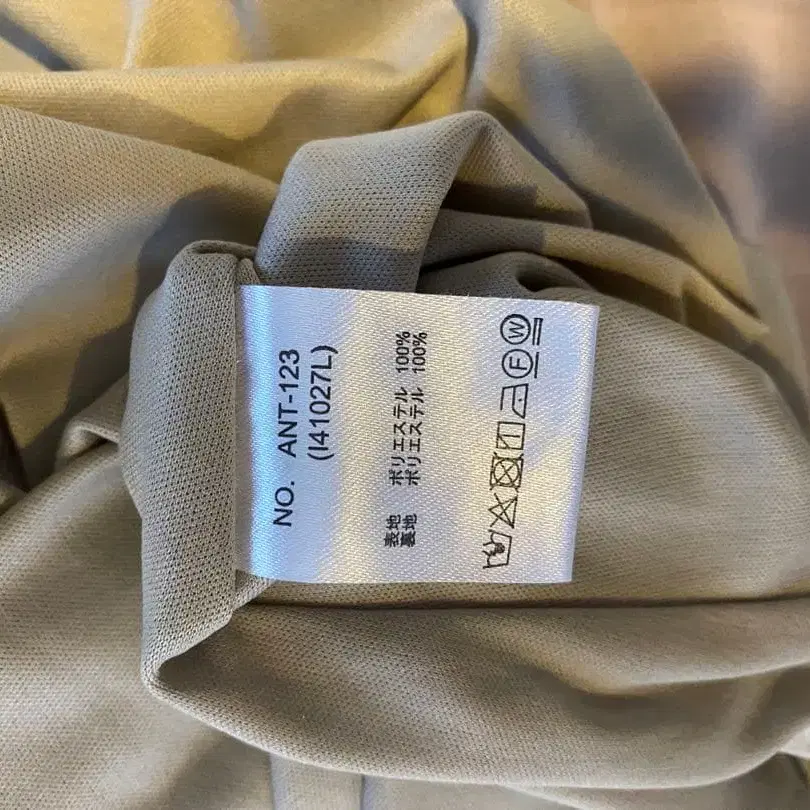 NO. ANT-123
(I41027L)
表地 ポリエステル 100%
裏地 ポリエステル 100%
F W